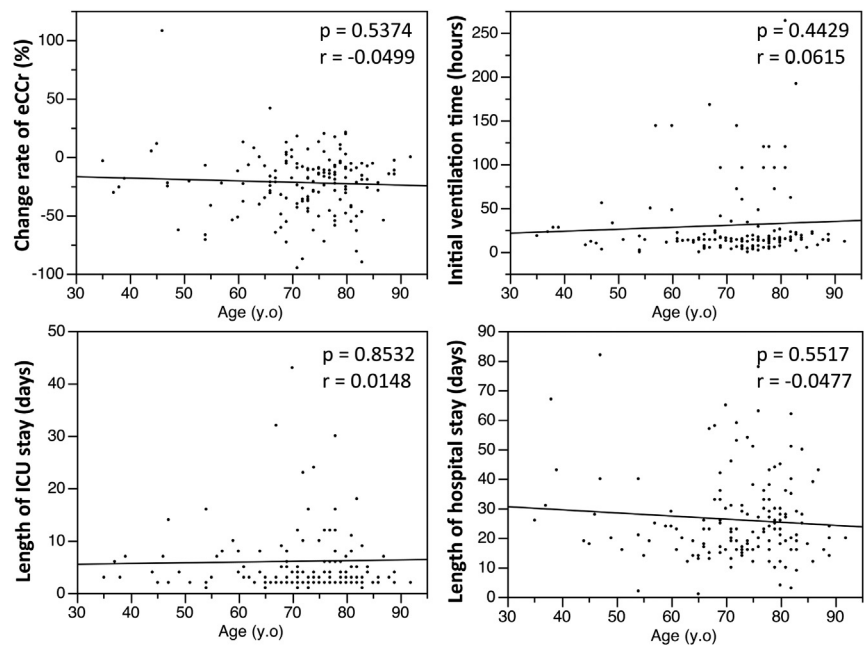 p = 0.5374
r = -0.0499
Change rate of eCCr (%)
100
50
0
-50
-100
30 40 50 60 70 80 90
Age (y.o)
p = 0.4429
r = 0.0615
Initial ventilation time (hours)
250
200
150
100
50
0
30 40 50 60 70 80 90
Age (y.o)
p = 0.8532
r = 0.0148
Length of ICU stay (days)
50
40
30
20
10
0
30 40 50 60 70 80 90
Age (y.o)
p = 0.5517
r = -0.0477
Length of hospital stay (days)
90
80
70
60
50
40
30
20
10
0
30 40 50 60 70 80 90
Age (y.o)